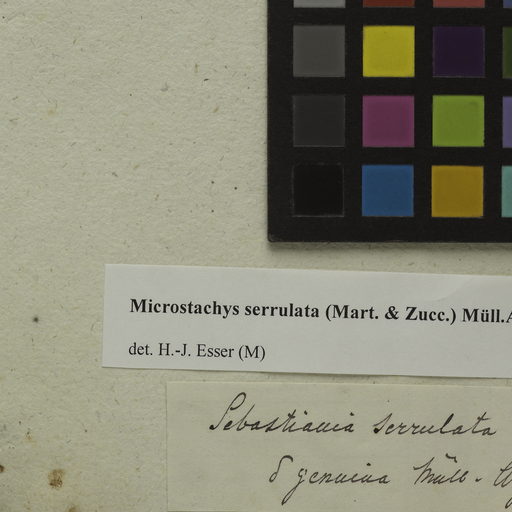 Microstachys serrulata (Mart. & Zucc.) Müll.A
det. H.-J. Esser (M)
Sebastiania serrulata
δ genuina Müll.